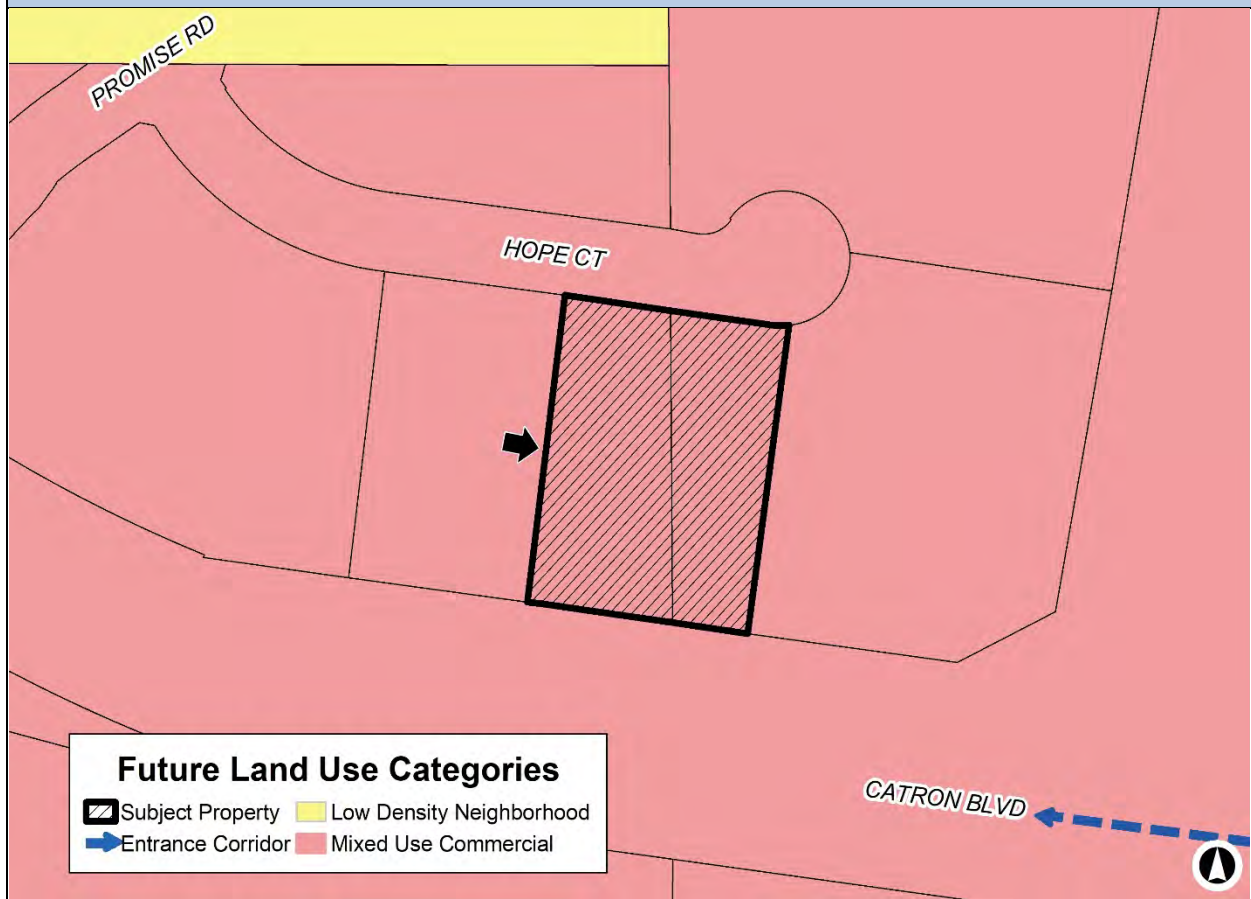 PROMISE RD
HOPE CT
CATRON BLVD
Future Land Use Categories
Subject Property Low Density Neighborhood
Entrance Corridor Mixed Use Commercial